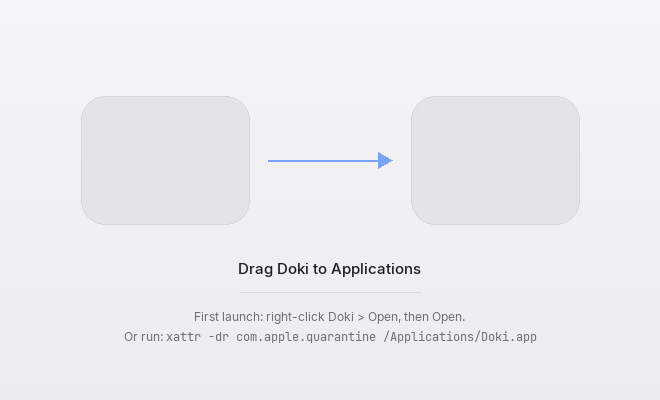 Drag Doki to Applications
First launch: right-click Doki > Open, then Open.
Or run: xattr -dr com.apple.quarantine /Applications/Doki.app